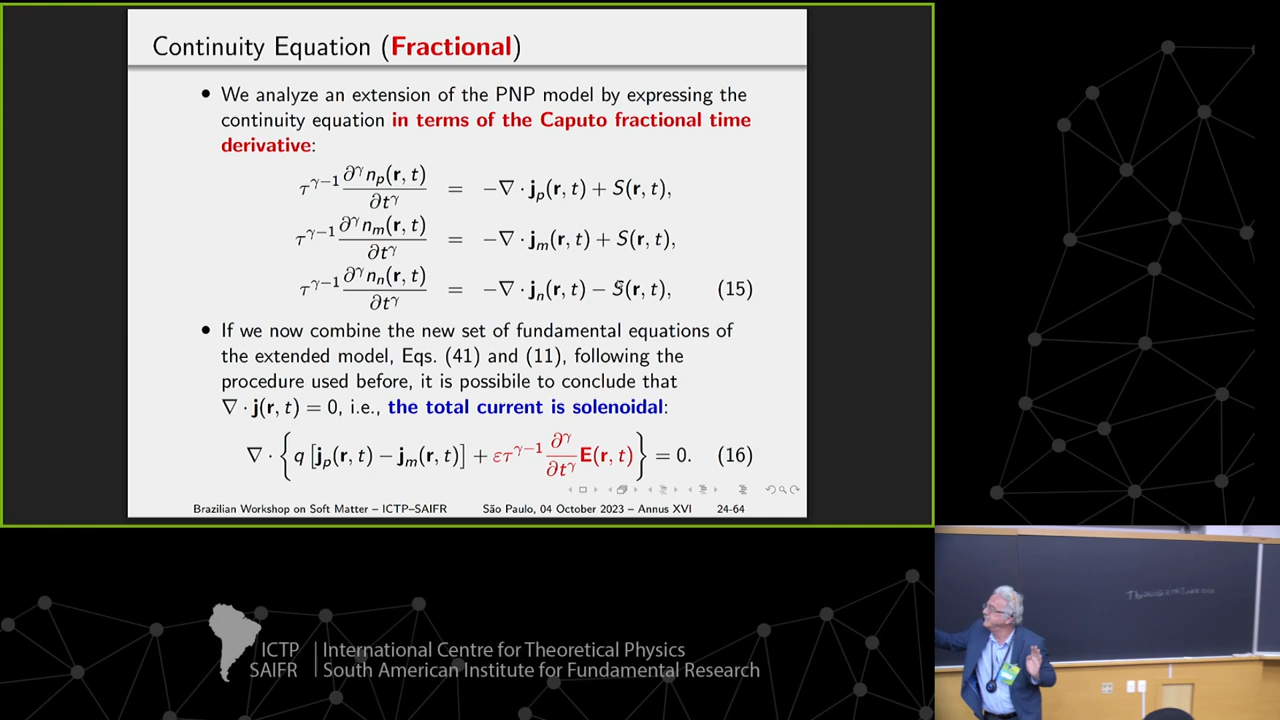 Continuity Equation (Fractional)
• We analyze an extension of the PNP model by expressing the
continuity equation in terms of the Caputo fractional time
derivative:
τ^{γ−1} ∂^γ n_p(r, t)/∂t^γ = −∇ · j_p(r, t) + S(r, t),
τ^{γ−1} ∂^γ n_m(r, t)/∂t^γ = −∇ · j_m(r, t) + S(r, t),
τ^{γ−1} ∂^γ n_n(r, t)/∂t^γ = −∇ · j_n(r, t) − S(r, t), (15)
• If we now combine the new set of fundamental equations of
the extended model, Eqs. (41) and (11), following the
procedure used before, it is possibile to conclude that
∇ · j(r, t) = 0, i.e., the total current is solenoidal:
∇ · {q [j_p(r, t) − j_m(r, t)] + ετ^{γ−1} ∂^γ/∂t^γ E(r, t)} = 0. (16)
Brazilian Workshop on Soft Matter – ICTP–SAIFR São Paulo, 04 October 2023 – Annus XVI 24-64
ICTP International Centre for Theoretical Physics
SAIFR South American Institute for Fundamental Research